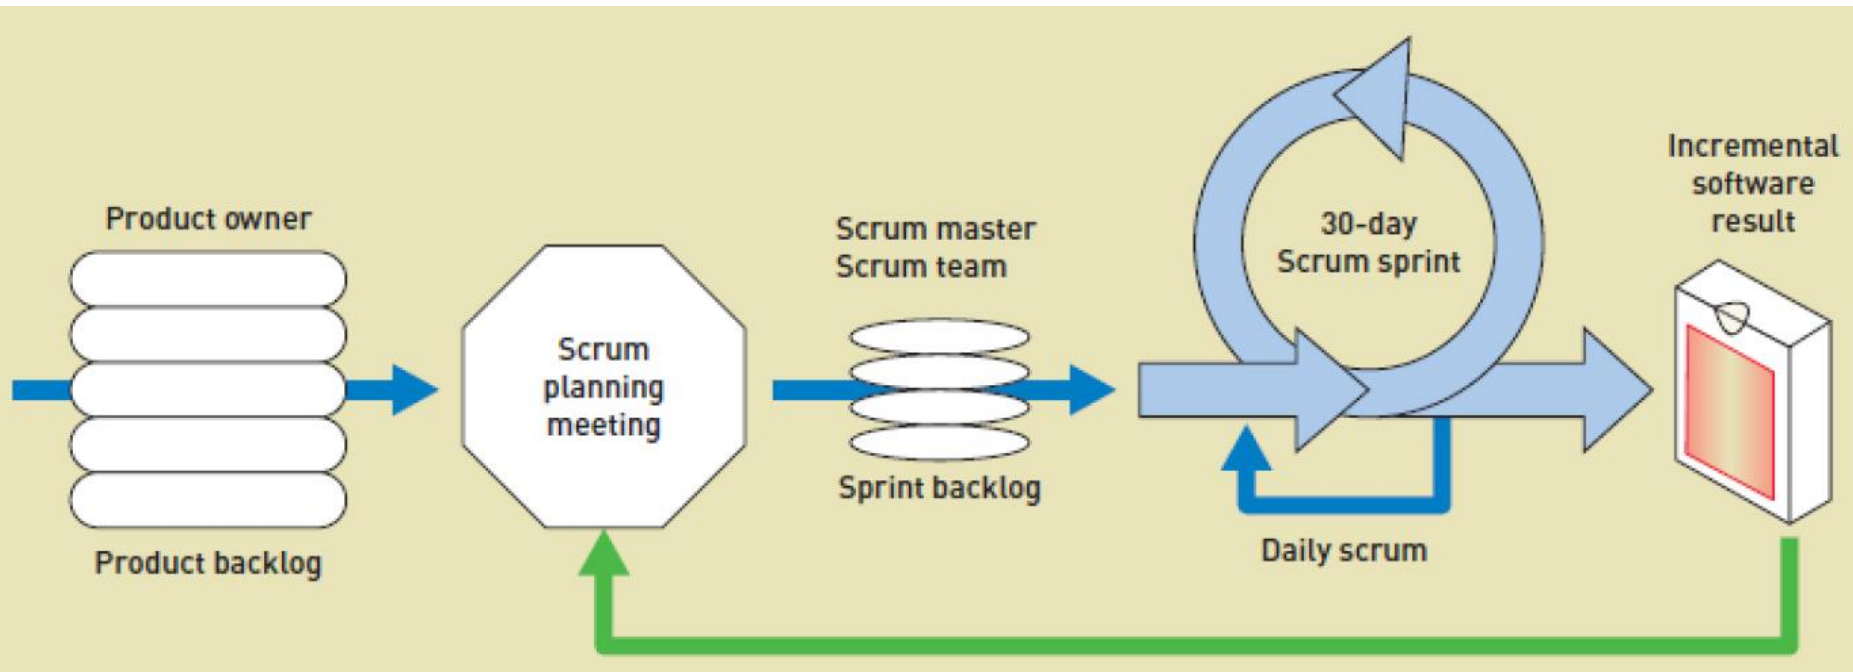 Product owner
Product backlog
Scrum
planning
meeting
Scrum master
Scrum team
Sprint backlog
30-day
Scrum sprint
Daily scrum
Incremental
software
result